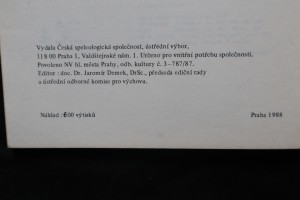 Vydala Česká speleologická společnost, ústřední výbor,
118 00 Praha 1, Valdštejnské nám. 1. Určeno pro vnitřní potřebu společnosti.
Povoleno NV hl. města Prahy, odb. kultury č. 3-787/87.
Editor : doc. Dr. Jaromír Demek, DrSc., předseda ediční rady
a ústřední odborné komise pro výchovu.
Náklad : 600 výtisků
Praha 1988